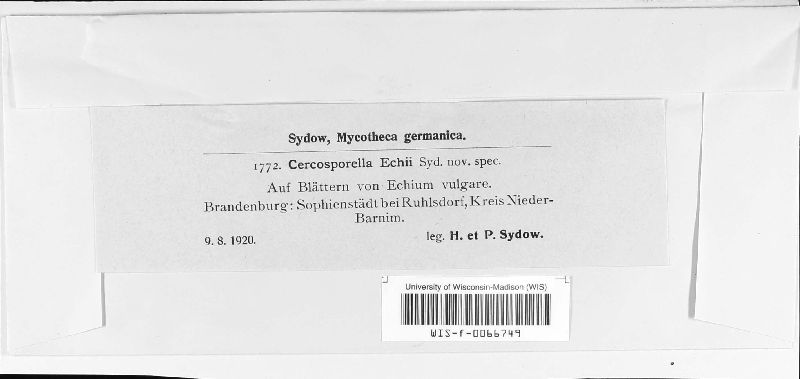 Sydow, Mycotheca germanica.
1772. Cercosporella Echii Syd. nov. spec.
Auf Blättern von Echium vulgare.
Brandenburg: Sophienstädt bei Ruhlsdorf, Kreis Nieder-
Barnim.
9. 8. 1920. leg. H. et P. Sydow.
University of Wisconsin-Madison (WIS)
WIS-f-0066749